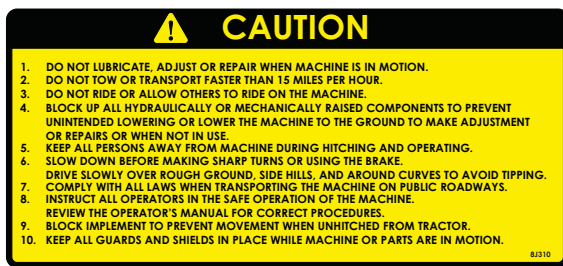 CAUTION
1. DO NOT LUBRICATE, ADJUST OR REPAIR WHEN MACHINE IS IN MOTION.
2. DO NOT TOW OR TRANSPORT FASTER THAN 15 MILES PER HOUR.
3. DO NOT RIDE OR ALLOW OTHERS TO RIDE ON THE MACHINE.
4. BLOCK UP ALL HYDRAULICALLY OR MECHANICALLY RAISED COMPONENTS TO PREVENT
UNINTENDED LOWERING OR LOWER THE MACHINE TO THE GROUND TO MAKE ADJUSTMENT
OR REPAIRS OR WHEN NOT IN USE.
5. KEEP ALL PERSONS AWAY FROM MACHINE DURING HITCHING AND OPERATING.
6. SLOW DOWN BEFORE MAKING SHARP TURNS OR USING THE BRAKE.
DRIVE SLOWLY OVER ROUGH GROUND, SIDE HILLS, AND AROUND CURVES TO AVOID TIPPING.
7. COMPLY WITH ALL LAWS WHEN TRANSPORTING THE MACHINE ON PUBLIC ROADWAYS.
8. INSTRUCT ALL OPERATORS IN THE SAFE OPERATION OF THE MACHINE.
REVIEW THE OPERATOR'S MANUAL FOR CORRECT PROCEDURES.
9. BLOCK IMPLEMENT TO PREVENT MOVEMENT WHEN UNHITCHED FROM TRACTOR.
10. KEEP ALL GUARDS AND SHIELDS IN PLACE WHILE MACHINE OR PARTS ARE IN MOTION.
8J310